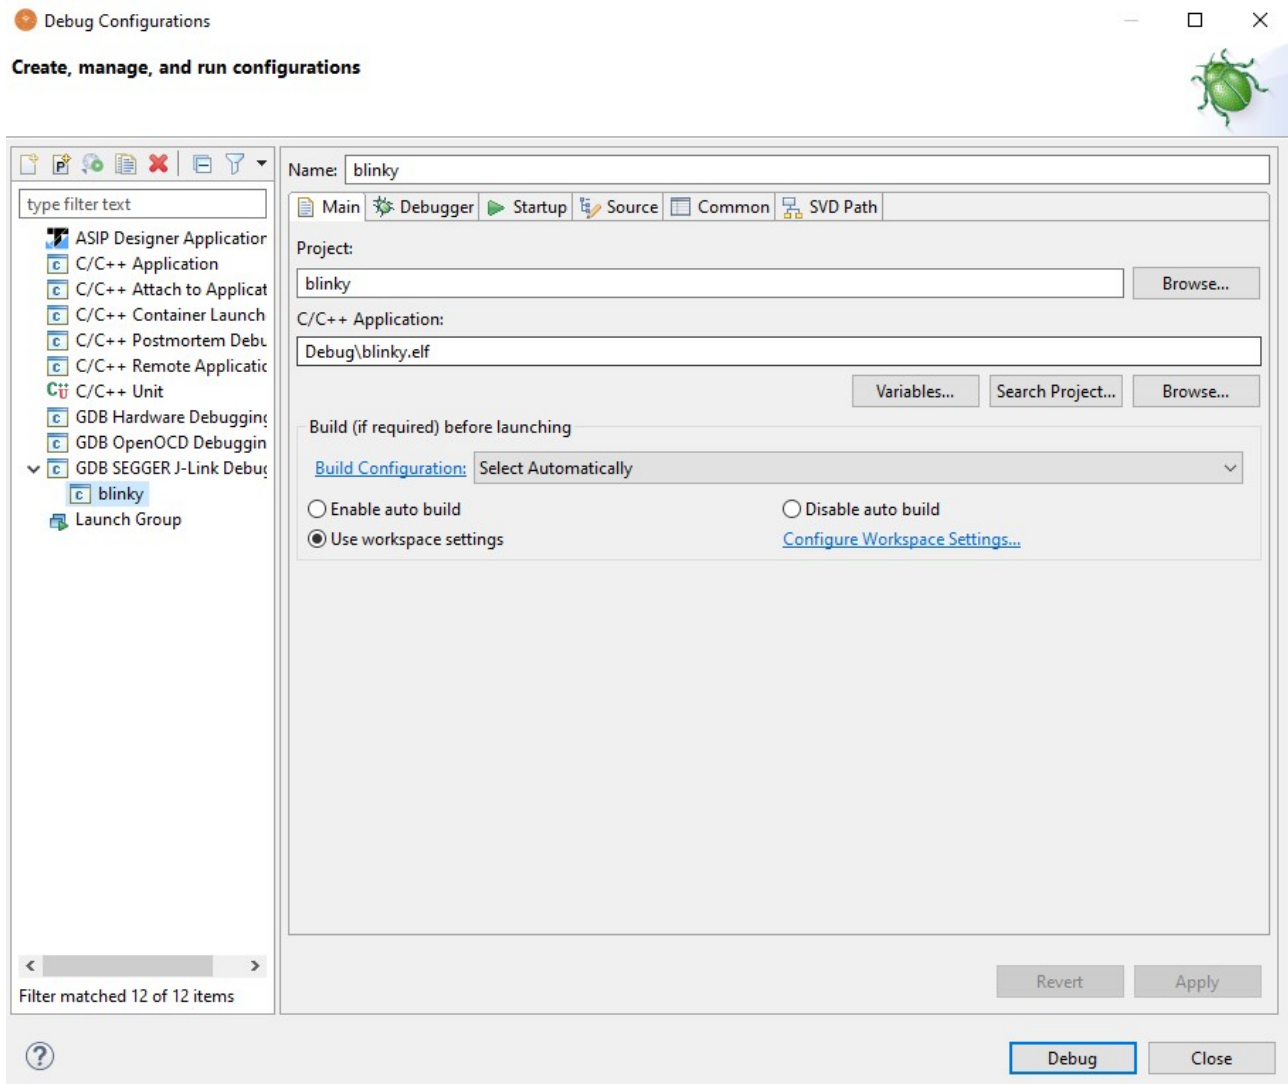 Debug Configurations
Create, manage, and run configurations
Name: blinky
type filter text
Main Debugger Startup Source Common SVD Path
ASIP Designer Application
C/C++ Application
C/C++ Attach to Applicat
C/C++ Container Launch
C/C++ Postmortem Debu
C/C++ Remote Applicatic
C/C++ Unit
GDB Hardware Debugging
GDB OpenOCD Debuggin
GDB SEGGER J-Link Debug
blinky
Launch Group
Filter matched 12 of 12 items
Project:
blinky Browse...
C/C++ Application:
Debug\blinky.elf
Variables... Search Project... Browse...
Build (if required) before launching
Build Configuration: Select Automatically
Enable auto build Disable auto build
Use workspace settings Configure Workspace Settings...
Revert Apply
Debug Close